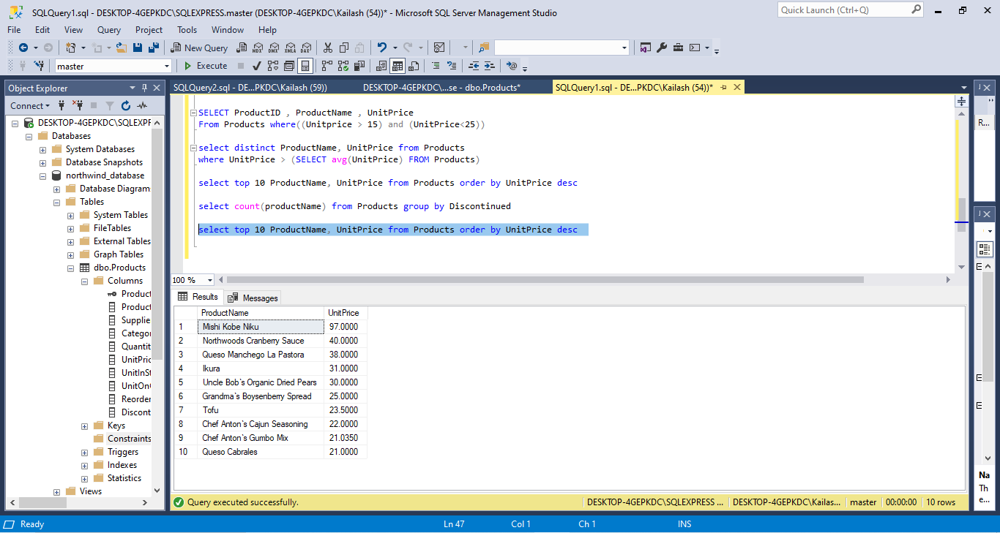 SQLQuery1.sql - DESKTOP-4GEPKDC\SQLEXPRESS.master (DESKTOP-4GEPKDC\Kailash (54))* - Microsoft SQL Server Management Studio
Quick Launch (Ctrl+Q)
File Edit View Query Project Tools Window Help
New Query MDX DMX XMLA DAX
master
Execute
Object Explorer
Connect
DESKTOP-4GEPKDC\SQLEXPF
Databases
System Databases
Database Snapshots
northwind_database
Database Diagram
Tables
System Tables
FileTables
External Tables
Graph Tables
dbo.Products
Columns
Product
Product
Supplie
Categor
Quantit
UnitPric
UnitInSt
UnitOn
Reorder
Discont
Keys
Constraints
Triggers
Indexes
Statistics
Views
SQLQuery2.sql - DE...PKDC\Kailash (59))
DESKTOP-4GEPKDC\...se - dbo.Products*
SQLQuery1.sql - DE...PKDC\Kailash (54))*
SELECT ProductID , ProductName , UnitPrice
From Products where((Unitprice > 15) and (UnitPrice<25))
select distinct ProductName, UnitPrice from Products
where UnitPrice > (SELECT avg(UnitPrice) FROM Products)
select top 10 ProductName, UnitPrice from Products order by UnitPrice desc
select count(productName) from Products group by Discontinued
select top 10 ProductName, UnitPrice from Products order by UnitPrice desc
100 %
Results Messages
ProductName UnitPrice
1 Mishi Kobe Niku 97.0000
2 Northwoods Cranberry Sauce 40.0000
3 Queso Manchego La Pastora 38.0000
4 Ikura 31.0000
5 Uncle Bob`s Organic Dried Pears 30.0000
6 Grandma`s Boysenberry Spread 25.0000
7 Tofu 23.5000
8 Chef Anton`s Cajun Seasoning 22.0000
9 Chef Anton`s Gumbo Mix 21.0350
10 Queso Cabrales 21.0000
Query executed successfully.
DESKTOP-4GEPKDC\SQLEXPRESS ... DESKTOP-4GEPKDC\Kailas... master 00:00:00 10 rows
R...
Na
Th
e...
Ready
Ln 47 Col 1 Ch 1 INS